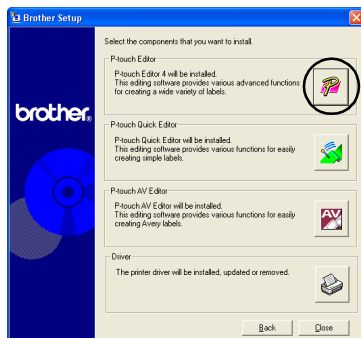 Brother Setup
Select the components that you want to install.
P-touch Editor
P-touch Editor 4 will be installed.
This editing software provides various advanced functions
for creating a wide variety of labels.
brother.
P-touch Quick Editor
P-touch Quick Editor will be installed.
This editing software provides various functions for easily
creating simple labels.
P-touch AV Editor
P-touch AV Editor will be installed.
This editing software provides various functions for easily
creating Avery labels.
AV
Driver
The printer driver will be installed, updated or removed.
Back
Close